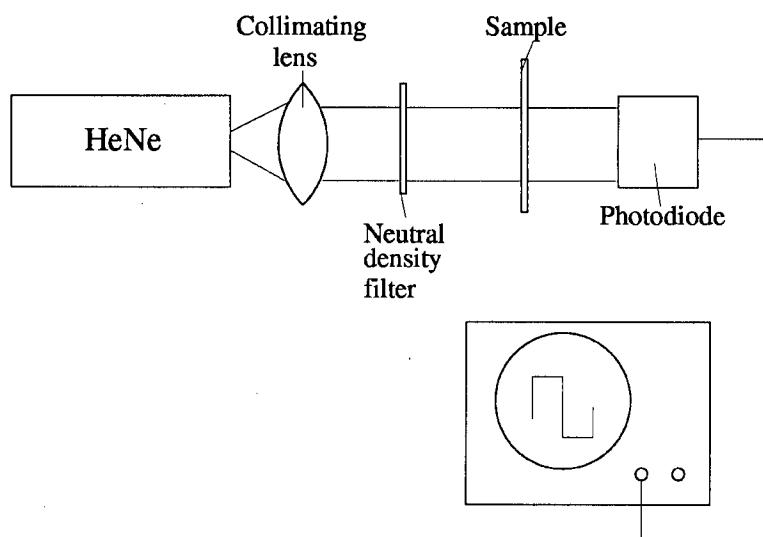 Collimating
lens
Sample
HeNe
Photodiode
Neutral
density
filter